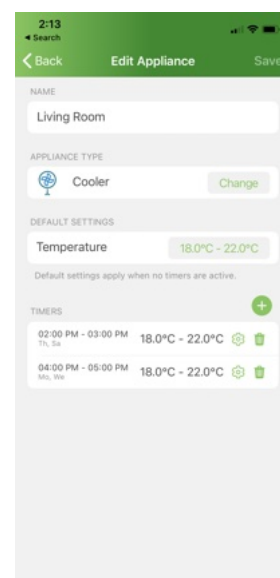 2:13
Search
Back Edit Appliance Save
NAME
Living Room
APPLIANCE TYPE
Cooler Change
DEFAULT SETTINGS
Temperature 18.0°C - 22.0°C
Default settings apply when no timers are active.
TIMERS
02:00 PM - 03:00 PM 18.0°C - 22.0°C
Th, Sa
04:00 PM - 05:00 PM 18.0°C - 22.0°C
Mo, We